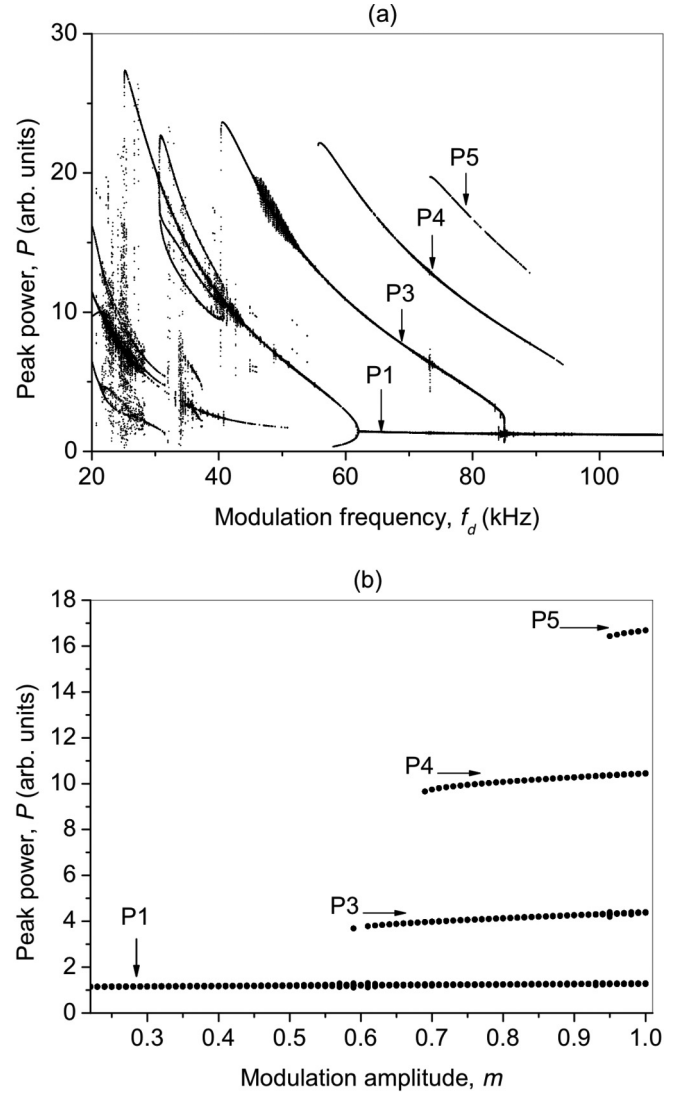 (a)
30
20
10
0
Peak power, P (arb. units)
P5
P4
P3
P1
20 40 60 80 100
Modulation frequency, f_d (kHz)
(b)
18
16
14
12
10
8
6
4
2
0
Peak power, P (arb. units)
P5
P4
P3
P1
0.3 0.4 0.5 0.6 0.7 0.8 0.9 1.0
Modulation amplitude, m